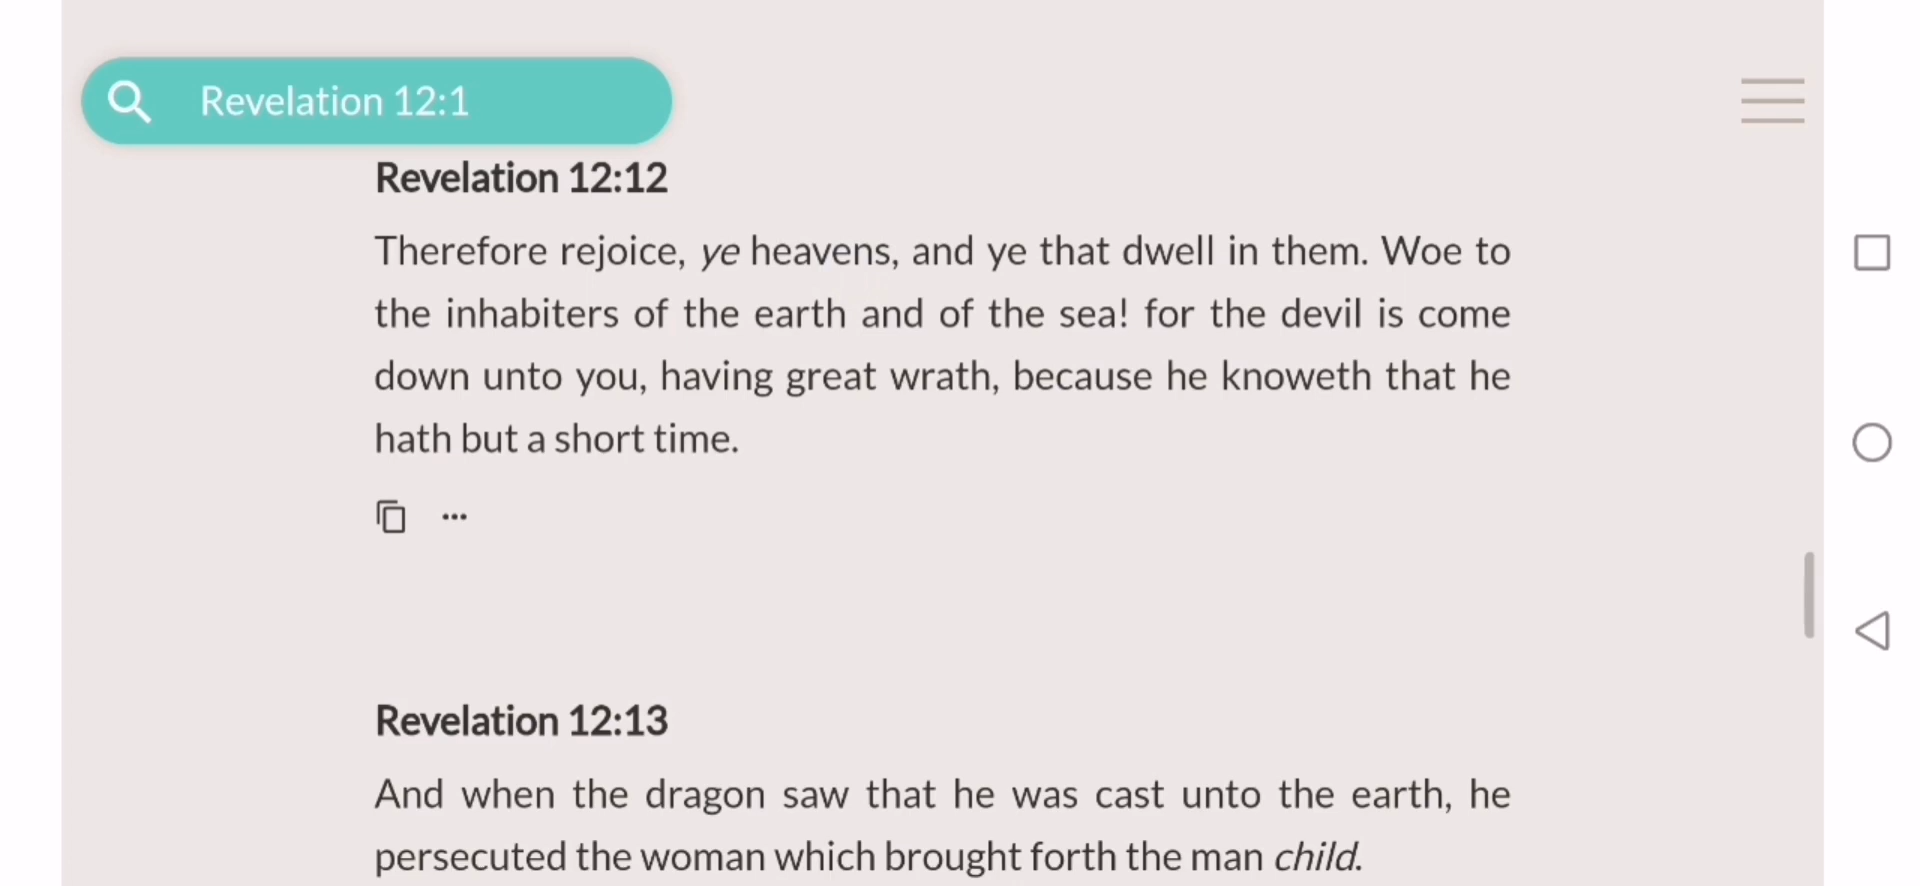 Revelation 12:1
Revelation 12:12
Therefore rejoice, ye heavens, and ye that dwell in them. Woe to
the inhabiters of the earth and of the sea! for the devil is come
down unto you, having great wrath, because he knoweth that he
hath but a short time.
Revelation 12:13
And when the dragon saw that he was cast unto the earth, he
persecuted the woman which brought forth the man child.